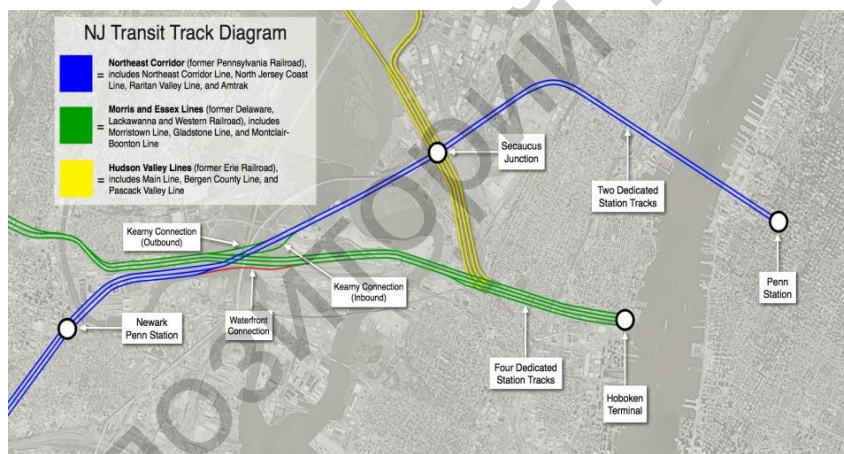 NJ Transit Track Diagram
Northeast Corridor (former Pennsylvania Railroad),
= includes Northeast Corridor Line, North Jersey Coast
Line, Raritan Valley Line, and Amtrak
Morris and Essex Lines (former Delaware,
Lackawanna and Western Railroad), includes
= Morristown Line, Gladstone Line, and Montclair-
Boonton Line
Hudson Valley Lines (former Erie Railroad),
= includes Main Line, Bergen County Line, and
Pascack Valley Line
Secaucus
Junction
Two Dedicated
Station Tracks
Kearny Connection
(Outbound)
Kearny Connection
(Inbound)
Penn
Station
Newark
Penn Station
Waterfront
Connection
Four Dedicated
Station Tracks
Hoboken
Terminal
ПОЗИТОРИЙ